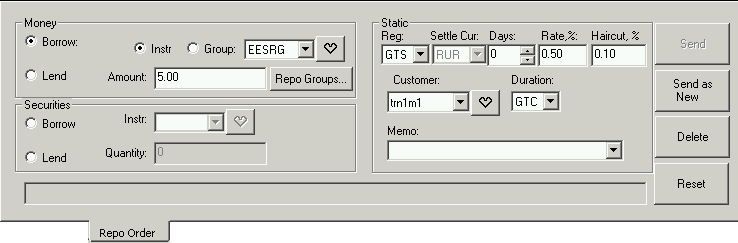 Money
Borrow:
Instr
Group:
EESRG
Lend
Amount:
5.00
Repo Groups...
Securities
Borrow
Instr:
Lend
Quantity:
0
Static
Reg: Settle Cur: Days: Rate,%: Haircut, %
GTS RUR 0 0.50 0.10
Customer: Duration:
trn1m1 GTC
Memo:
Send
Send as
New
Delete
Reset
Repo Order